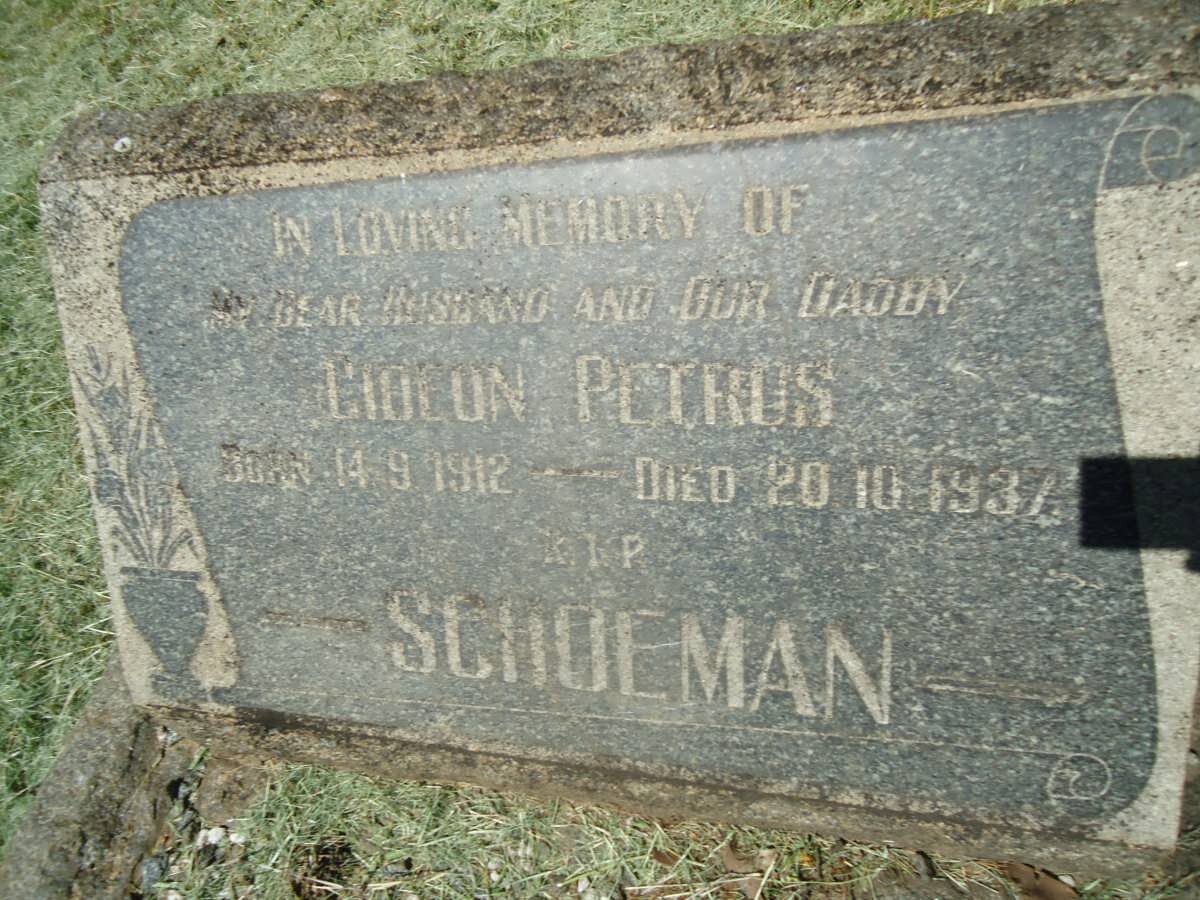 IN LOVING MEMORY OF
MY DEAR HUSBAND AND OUR DADDY
GIDEON PETRUS
BORN 14·9·1912 — DIED 20·10·1937.
R.I.P.
— SCHOEMAN —